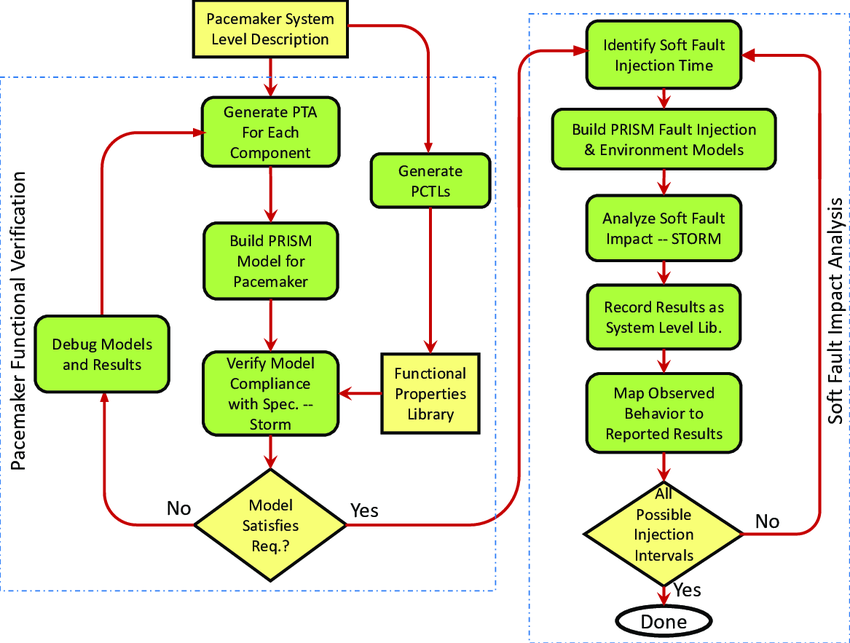 Pacemaker System
Level Description
Generate PTA
For Each
Component
Generate
PCTLs
Build PRISM
Model for
Pacemaker
Debug Models
and Results
Verify Model
Compliance
with Spec. --
Storm
Functional
Properties
Library
Model
Satisfies
Req.?
No
Yes
Pacemaker Functional Verification
Identify Soft Fault
Injection Time
Build PRISM Fault Injection
& Environment Models
Analyze Soft Fault
Impact -- STORM
Record Results as
System Level Lib.
Map Observed
Behavior to
Reported Results
All
Possible
Injection
Intervals
No
Yes
Done
Soft Fault Impact Analysis